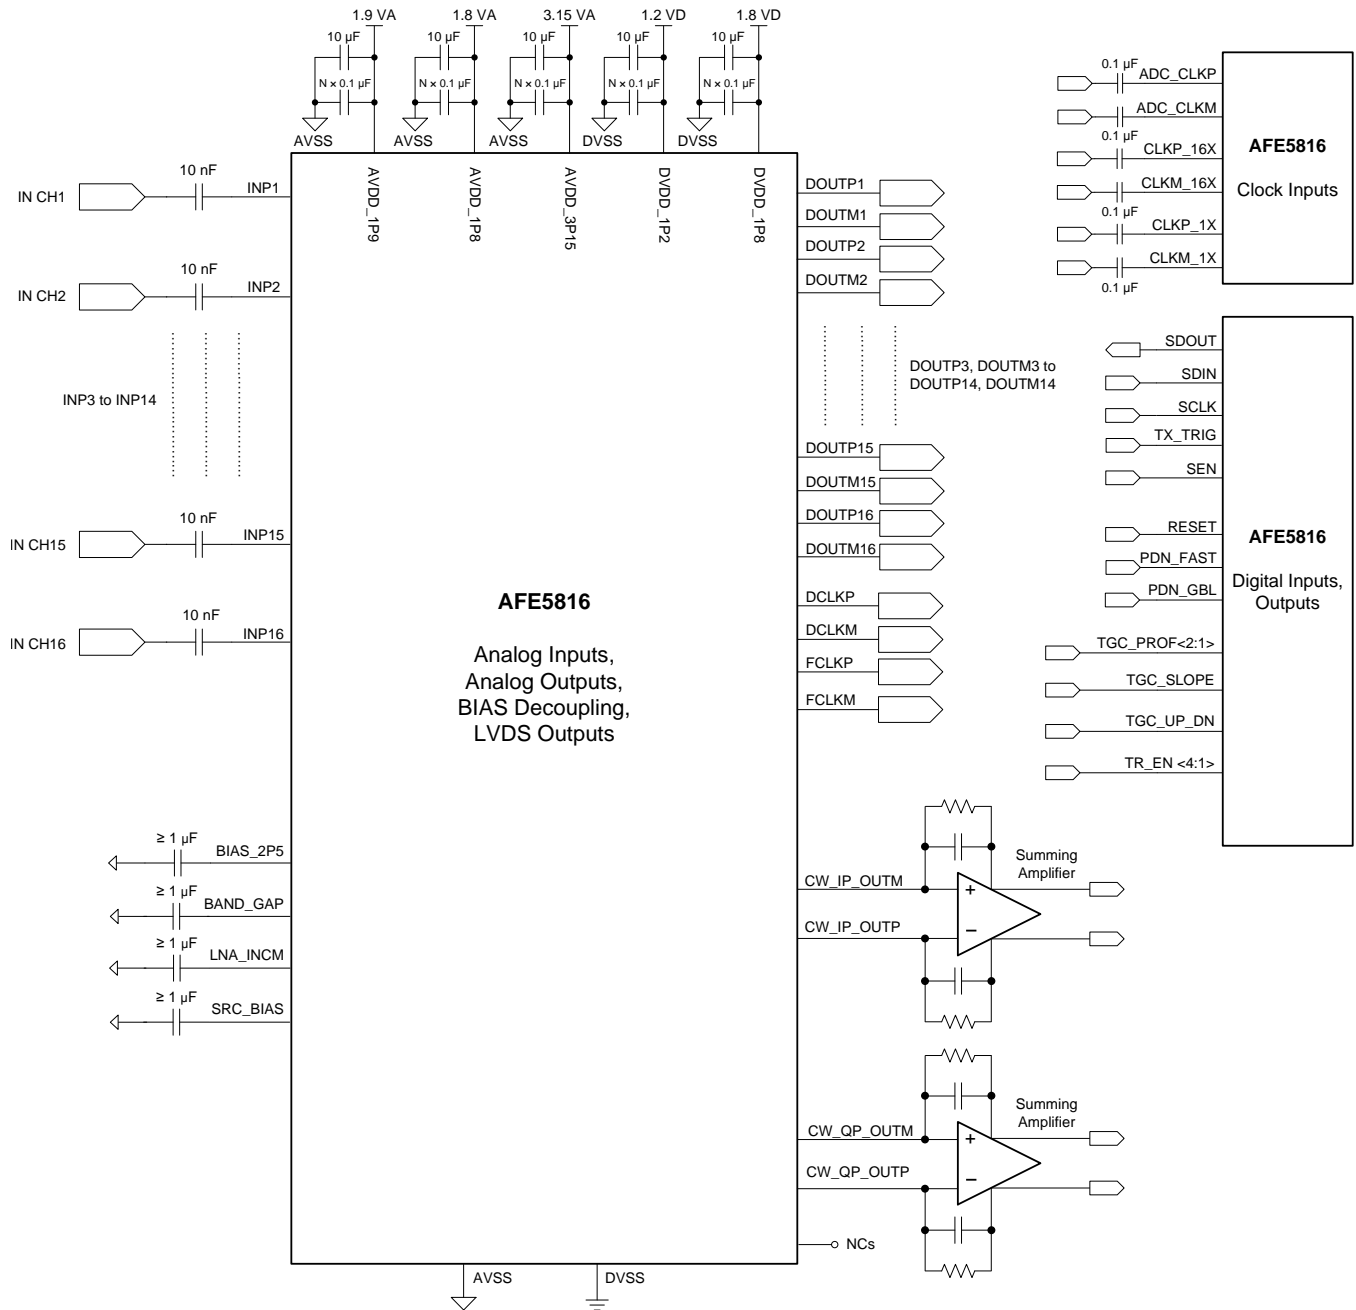 1.9 VA
1.8 VA
3.15 VA
1.2 VD
1.8 VD
10 µF
10 µF
10 µF
10 µF
10 µF
N × 0.1 µF
N × 0.1 µF
N × 0.1 µF
N × 0.1 µF
N × 0.1 µF
AVSS
AVSS
AVSS
DVSS
DVSS
AVDD_1P9
AVDD_1P8
AVDD_3P15
DVDD_1P2
DVDD_1P8
IN CH1
10 nF
INP1
IN CH2
10 nF
INP2
INP3 to INP14
IN CH15
10 nF
INP15
IN CH16
10 nF
INP16
≥ 1 µF
BIAS_2P5
≥ 1 µF
BAND_GAP
≥ 1 µF
LNA_INCM
≥ 1 µF
SRC_BIAS
AFE5816
Analog Inputs,
Analog Outputs,
BIAS Decoupling,
LVDS Outputs
AVSS
DVSS
DOUTP1
DOUTM1
DOUTP2
DOUTM2
DOUTP3, DOUTM3 to
DOUTP14, DOUTM14
DOUTP15
DOUTM15
DOUTP16
DOUTM16
DCLKP
DCLKM
FCLKP
FCLKM
CW_IP_OUTM
CW_IP_OUTP
+
−
Summing
Amplifier
CW_QP_OUTM
CW_QP_OUTP
+
−
Summing
Amplifier
NCs
0.1 µF
ADC_CLKP
ADC_CLKM
0.1 µF
CLKP_16X
CLKM_16X
0.1 µF
CLKP_1X
CLKM_1X
0.1 µF
AFE5816
Clock Inputs
SDOUT
SDIN
SCLK
TX_TRIG
SEN
RESET
PDN_FAST
PDN_GBL
TGC_PROF<2:1>
TGC_SLOPE
TGC_UP_DN
TR_EN <4:1>
AFE5816
Digital Inputs,
Outputs